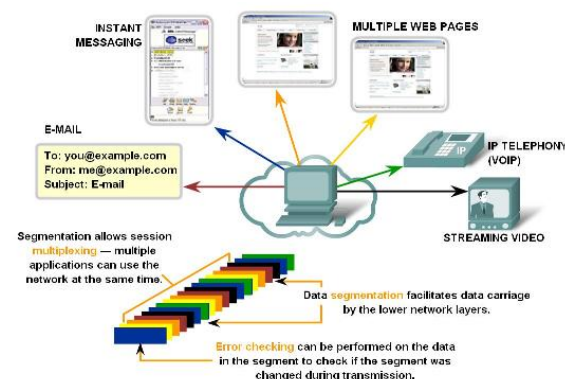 INSTANT
MESSAGING
MULTIPLE WEB PAGES
E-MAIL
To: you@example.com
From: me@example.com
Subject: E-mail
IP
IP TELEPHONY
(VOIP)
STREAMING VIDEO
Segmentation allows session
multiplexing — multiple
applications can use the
network at the same time.
Data segmentation facilitates data carriage
by the lower network layers.
Error checking can be performed on the data
in the segment to check if the segment was
changed during transmission.